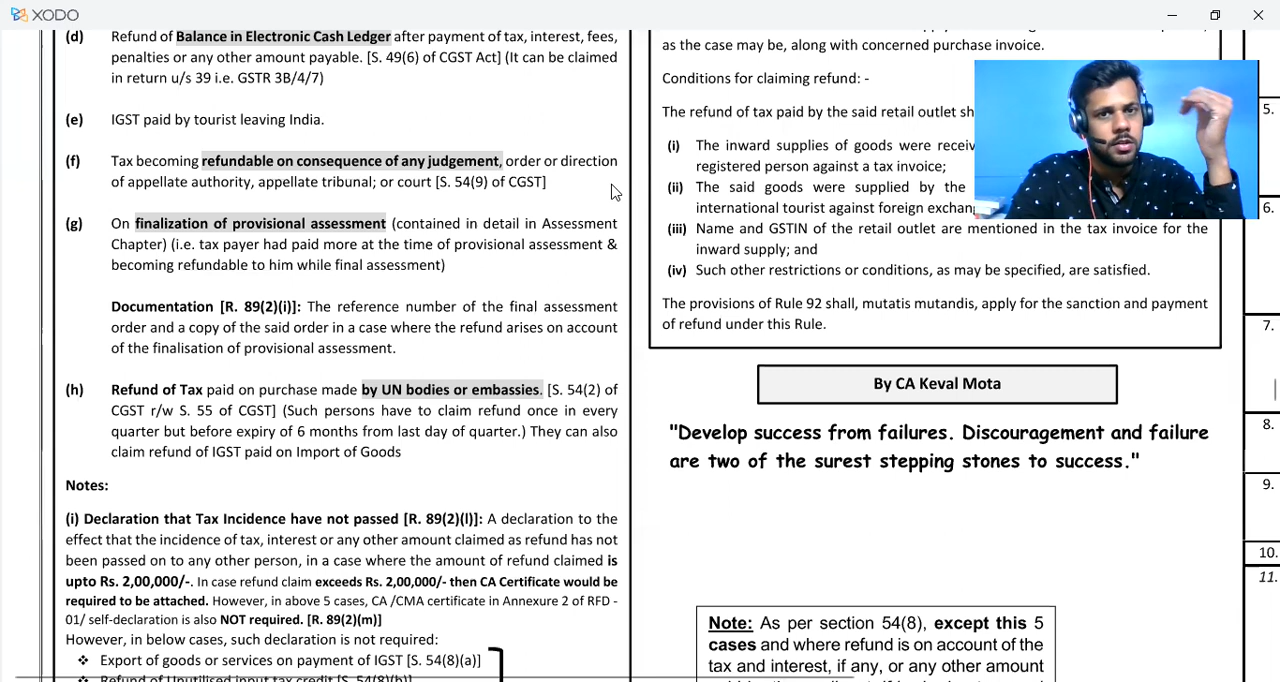 XODO
(d) Refund of Balance in Electronic Cash Ledger after payment of tax, interest, fees,
penalties or any other amount payable. [S. 49(6) of CGST Act] (It can be claimed
in return u/s 39 i.e. GSTR 3B/4/7)
(e) IGST paid by tourist leaving India.
(f) Tax becoming refundable on consequence of any judgement, order or direction
of appellate authority, appellate tribunal; or court [S. 54(9) of CGST]
(g) On finalization of provisional assessment (contained in detail in Assessment
Chapter) (i.e. tax payer had paid more at the time of provisional assessment &
becoming refundable to him while final assessment)
Documentation [R. 89(2)(i)]: The reference number of the final assessment
order and a copy of the said order in a case where the refund arises on account
of the finalisation of provisional assessment.
(h) Refund of Tax paid on purchase made by UN bodies or embassies. [S. 54(2) of
CGST r/w S. 55 of CGST] (Such persons have to claim refund once in every
quarter but before expiry of 6 months from last day of quarter.) They can also
claim refund of IGST paid on Import of Goods
Notes:
(i) Declaration that Tax Incidence have not passed [R. 89(2)(l)]: A declaration to the
effect that the incidence of tax, interest or any other amount claimed as refund has not
been passed on to any other person, in a case where the amount of refund claimed is
upto Rs. 2,00,000/-. In case refund claim exceeds Rs. 2,00,000/- then CA Certificate would be
required to be attached. However, in above 5 cases, CA /CMA certificate in Annexure 2 of RFD -
01/ self-declaration is also NOT required. [R. 89(2)(m)]
However, in below cases, such declaration is not required:
❖ Export of goods or services on payment of IGST [S. 54(8)(a)]
❖ Refund of Unutilised input tax credit [S. 54(8)(b)]
as the case may be, along with concerned purchase invoice.
Conditions for claiming refund: -
The refund of tax paid by the said retail outlet
(i) The inward supplies of goods were
registered person against a tax invoice;
(ii) The said goods were supplied by the
international tourist against foreign
(iii) Name and GSTIN of the retail outlet are mentioned in the tax invoice for the
inward supply; and
(iv) Such other restrictions or conditions, as may be specified, are satisfied.
The provisions of Rule 92 shall, mutatis mutandis, apply for the sanction and payment
of refund under this Rule.
By CA Keval Mota
"Develop success from failures. Discouragement and failure
are two of the surest stepping stones to success."
Note: As per section 54(8), except this 5
cases and where refund is on account of the
tax and interest, if any, or any other amount
5.
6.
7.
8.
9.
10.
11.